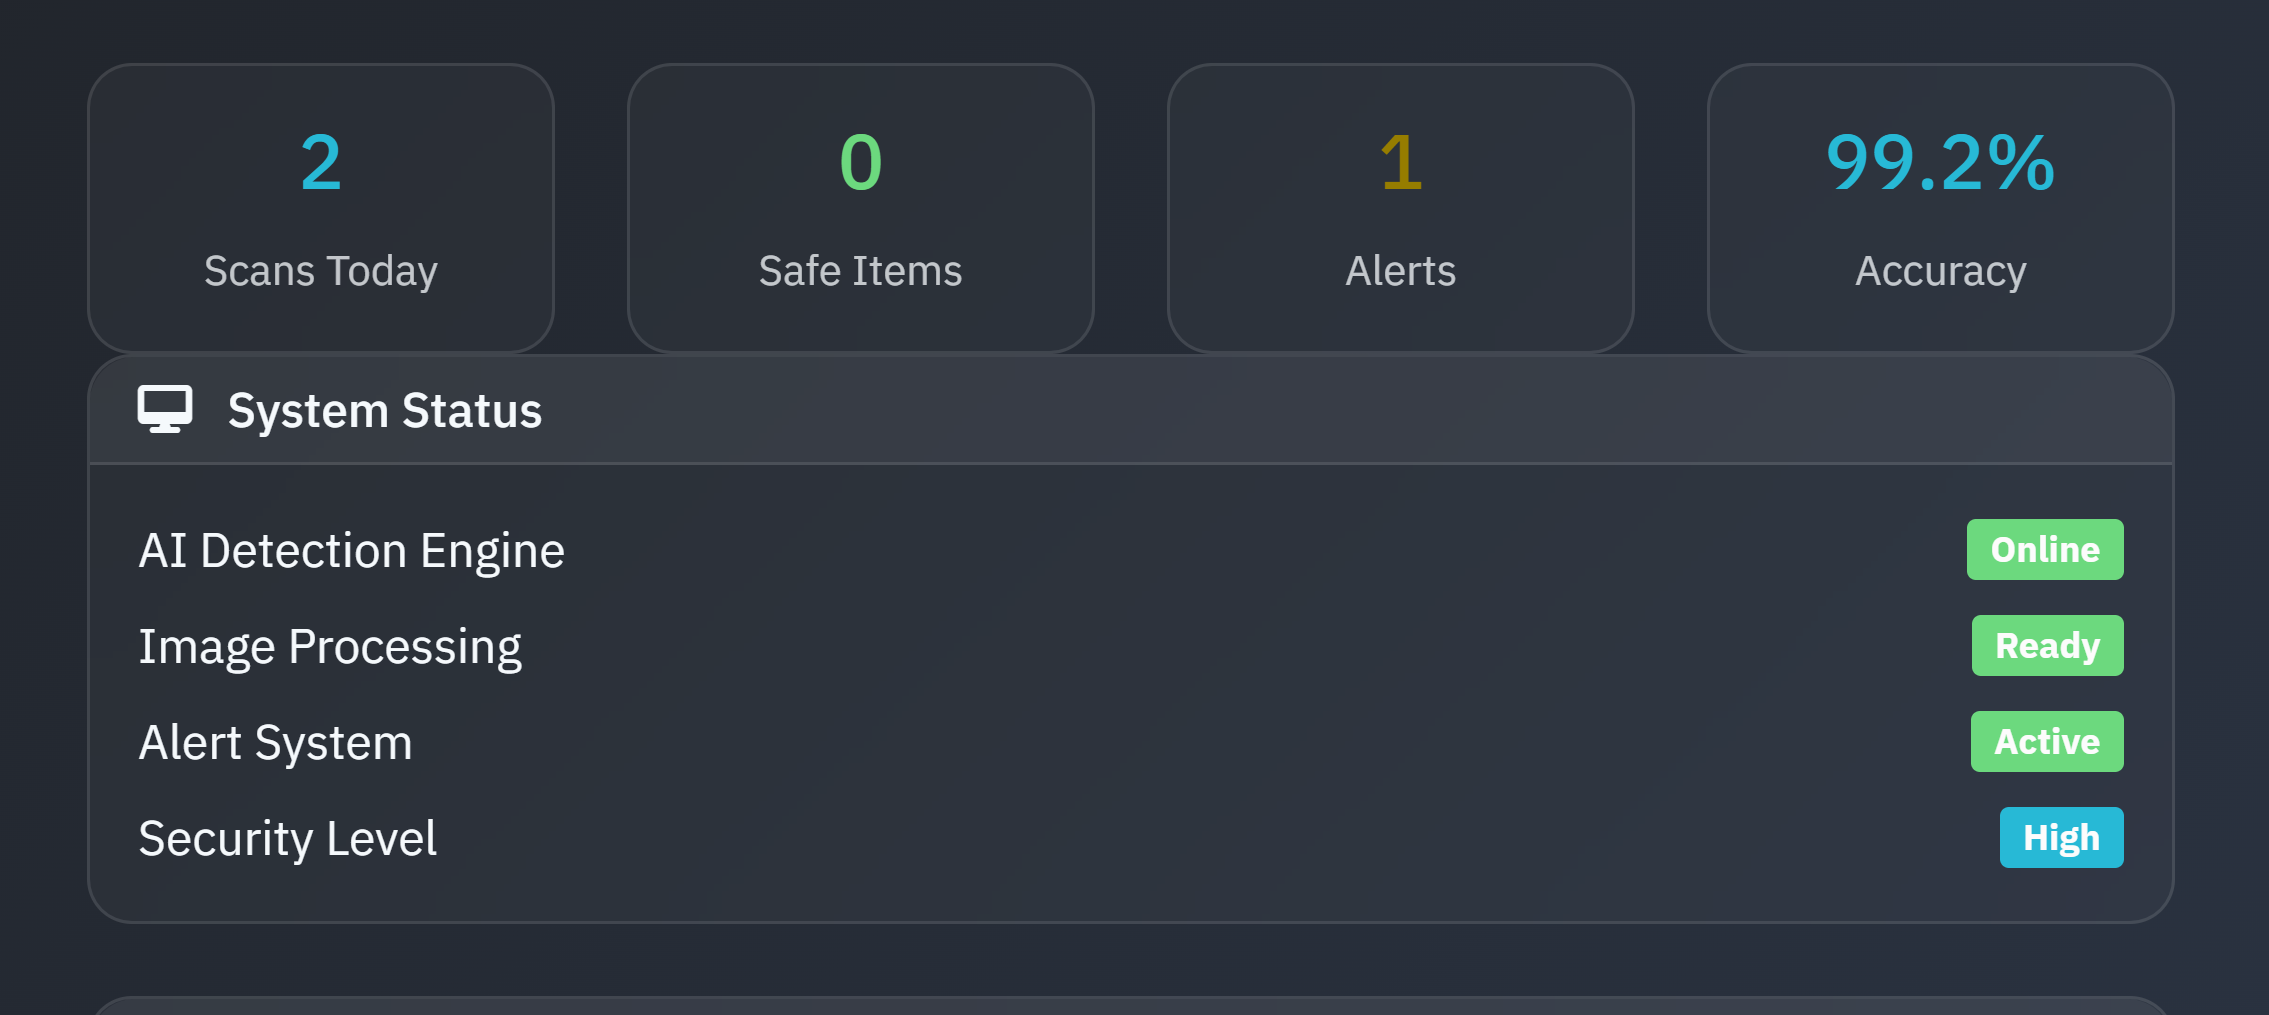 2
Scans Today
0
Safe Items
1
Alerts
99.2%
Accuracy
System Status
AI Detection Engine
Online
Image Processing
Ready
Alert System
Active
Security Level
High